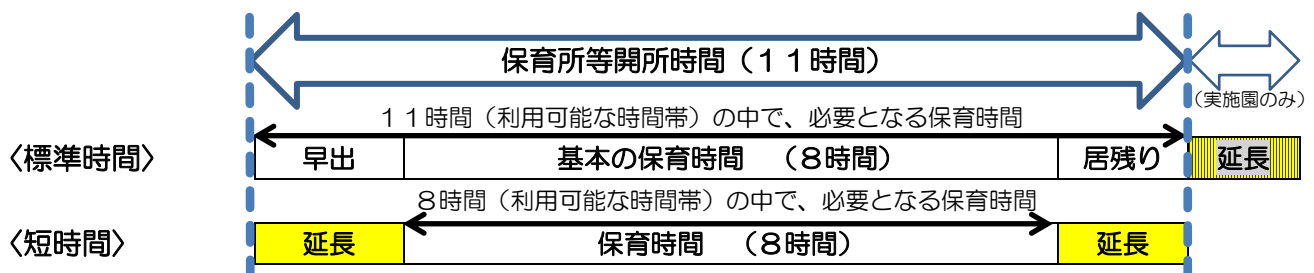 保育所等開所時間（１１時間）
（実施園のみ）
１１時間（利用可能な時間帯）の中で、必要となる保育時間
〈標準時間〉 早出 基本の保育時間 （８時間） 居残り 延長
８時間（利用可能な時間帯）の中で、必要となる保育時間
〈短時間〉 延長 保育時間 （８時間） 延長